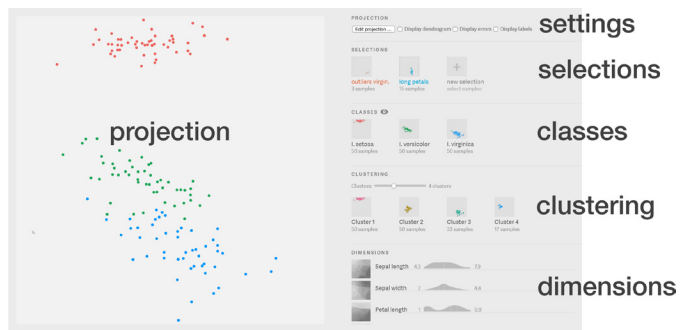 projection
PROJECTION
Edit projection ... Display dendrogram Display errors Display labels
settings
SELECTIONS
outliers virgin. long petals new selection
3 samples 15 samples select samples
selections
CLASSES
I. setosa I. versicolor I. virginica
50 samples 50 samples 50 samples
classes
CLUSTERING
Clusters: 4 clusters
Cluster 1 Cluster 2 Cluster 3 Cluster 4
50 samples 50 samples 33 samples 17 samples
clustering
DIMENSIONS
Sepal length 4.3 7.9
Sepal width 2 4.4
Petal length 1 6.9
dimensions